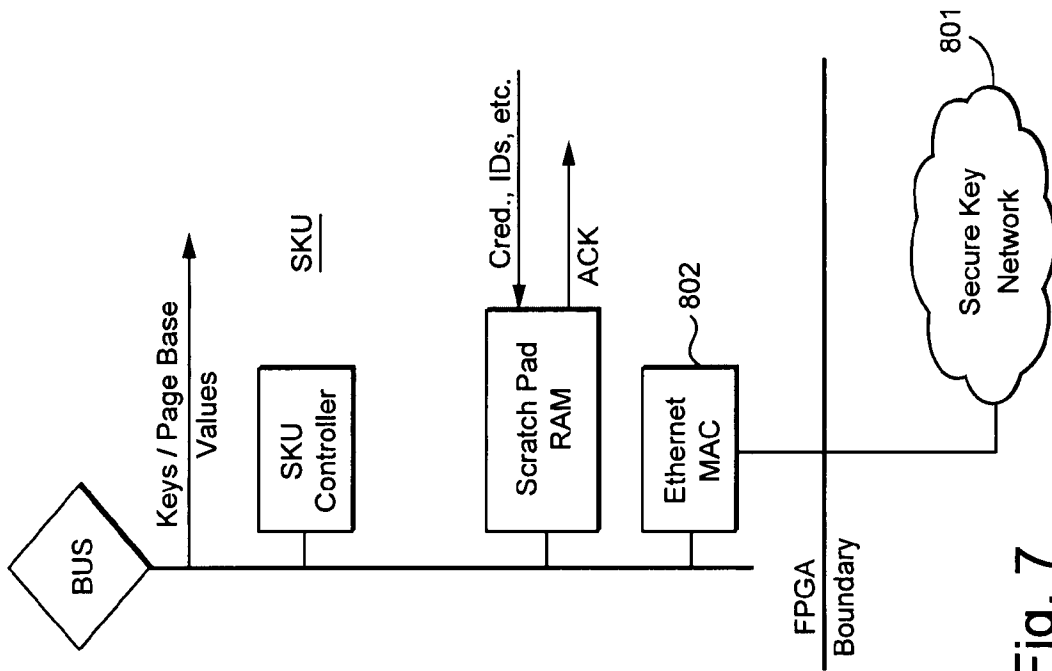 BUS
Keys / Page Base
Values
SKU
Controller
SKU
Cred., IDs, etc.
Scratch Pad
RAM
ACK
802
Ethernet
MAC
FPGA
Boundary
801
Secure Key
Network
Fig. 7